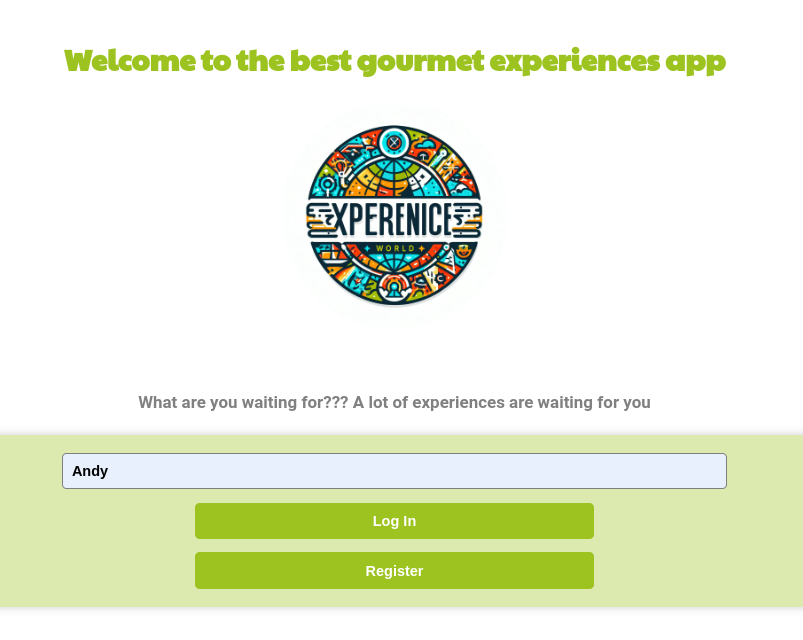 Welcome to the best gourmet experiences app
EXPERENICE
WORLD
What are you waiting for??? A lot of experiences are waiting for you
Andy
Log In
Register